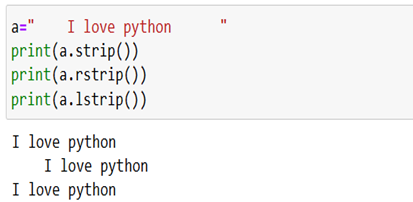 a="    I love python      "
print(a.strip())
print(a.rstrip())
print(a.lstrip())
I love python
    I love python
I love python